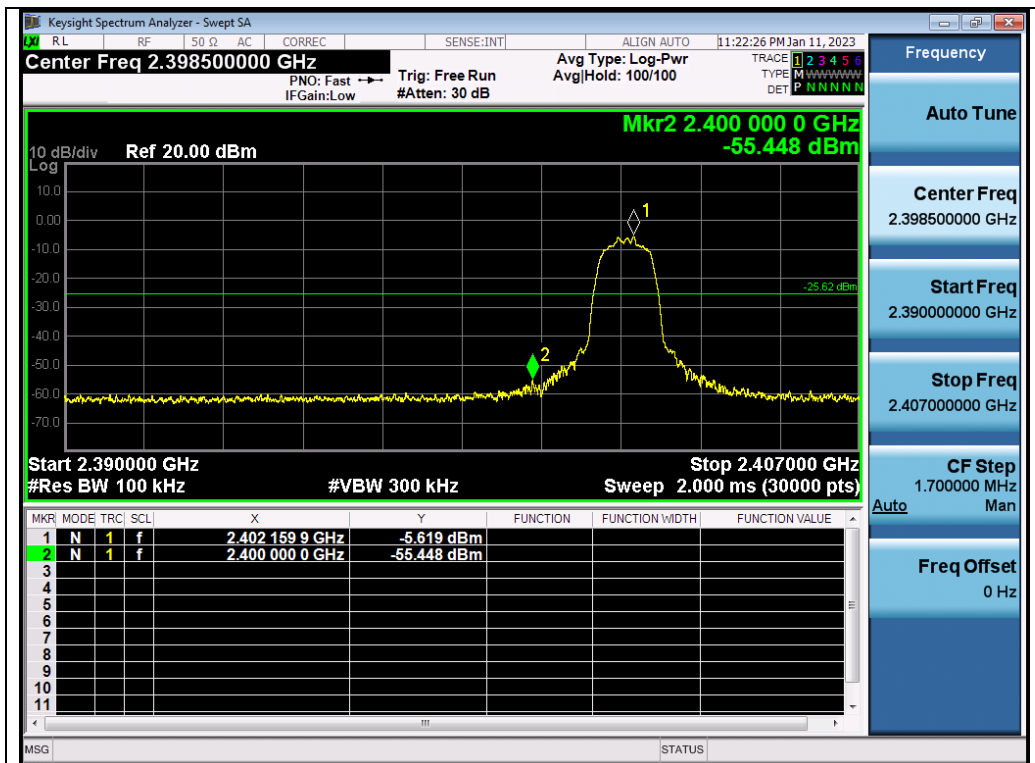 Keysight Spectrum Analyzer - Swept SA
LXI RL RF 50 Ω AC CORREC SENSE:INT ALIGN AUTO 11:22:26 PM Jan 11, 2023
Center Freq 2.398500000 GHz
PNO: Fast
IFGain:Low
Trig: Free Run
#Atten: 30 dB
Avg Type: Log-Pwr
Avg|Hold: 100/100
TRACE 1 2 3 4 5 6
TYPE M WWWWW
DET P N N N N N
Mkr2 2.400 000 0 GHz
-55.448 dBm
10 dB/div Ref 20.00 dBm
Log
10.0
0.00
-10.0
-20.0
-30.0
-40.0
-50.0
-60.0
-70.0
1
-25.62 dBm
2
Start 2.390000 GHz Stop 2.407000 GHz
#Res BW 100 kHz #VBW 300 kHz Sweep 2.000 ms (30000 pts)
MKR MODE TRC SCL X Y FUNCTION FUNCTION WIDTH FUNCTION VALUE
1 N 1 f 2.402 159 9 GHz -5.619 dBm
2 N 1 f 2.400 000 0 GHz -55.448 dBm
3
4
5
6
7
8
9
10
11
MSG STATUS
Frequency
Auto Tune
Center Freq
2.398500000 GHz
Start Freq
2.390000000 GHz
Stop Freq
2.407000000 GHz
CF Step
1.700000 MHz
Auto Man
Freq Offset
0 Hz